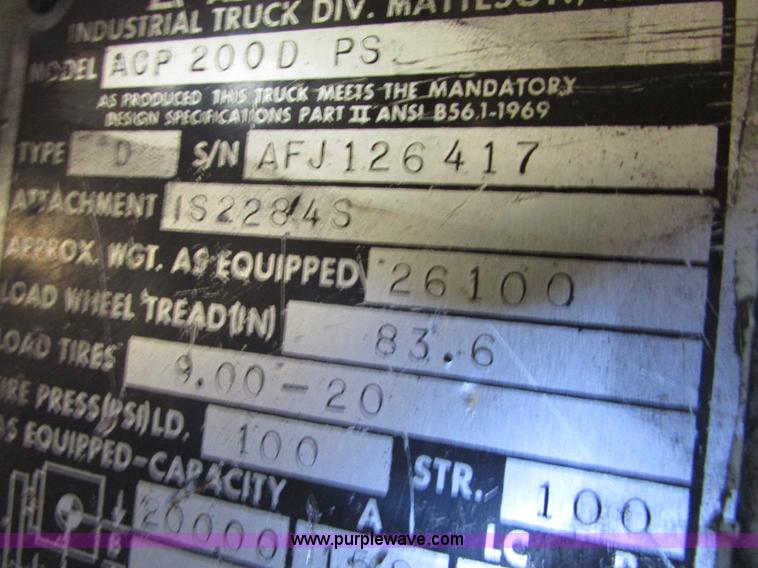 INDUSTRIAL TRUCK DIV. MATTESON,
MODEL ACP 200D PS
AS PRODUCED THIS TRUCK MEETS THE MANDATORY
DESIGN SPECIFICATIONS PART II ANSI B56.1-1969
TYPE D S/N AFJ126417
ATTACHMENT IS2284S
APPROX. WGT. AS EQUIPPED 26100
LOAD WHEEL TREAD(IN) 83.6
LOAD TIRES 9.00-20
TIRE PRESS(PSI)LD. 100 STR. 100
AS EQUIPPED-CAPACITY A LC
20000
www.purplewave.com